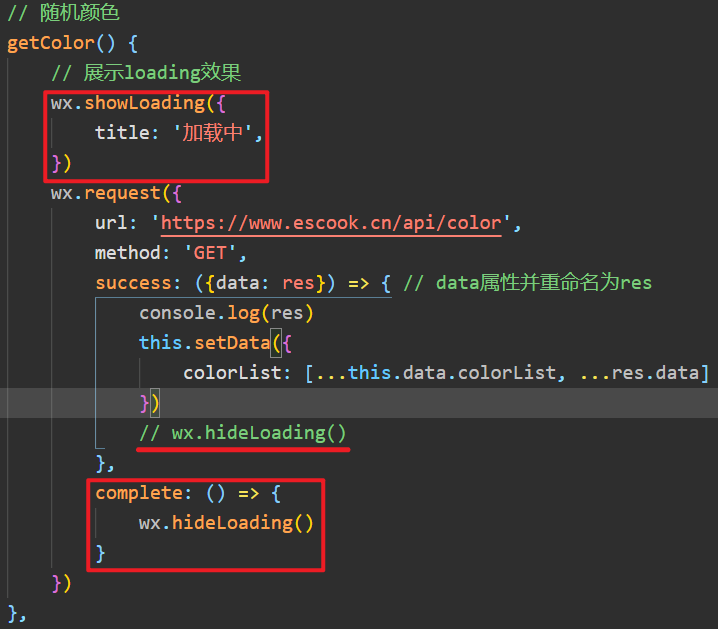 // 随机颜色
getColor() {
    // 展示loading效果
    wx.showLoading({
        title: '加载中',
    })
    wx.request({
        url: 'https://www.escook.cn/api/color',
        method: 'GET',
        success: ({data: res}) => { // data属性并重命名为res
            console.log(res)
            this.setData({
                colorList: [...this.data.colorList, ...res.data]
            })
            // wx.hideLoading()
        },
        complete: () => {
            wx.hideLoading()
        }
    })
},